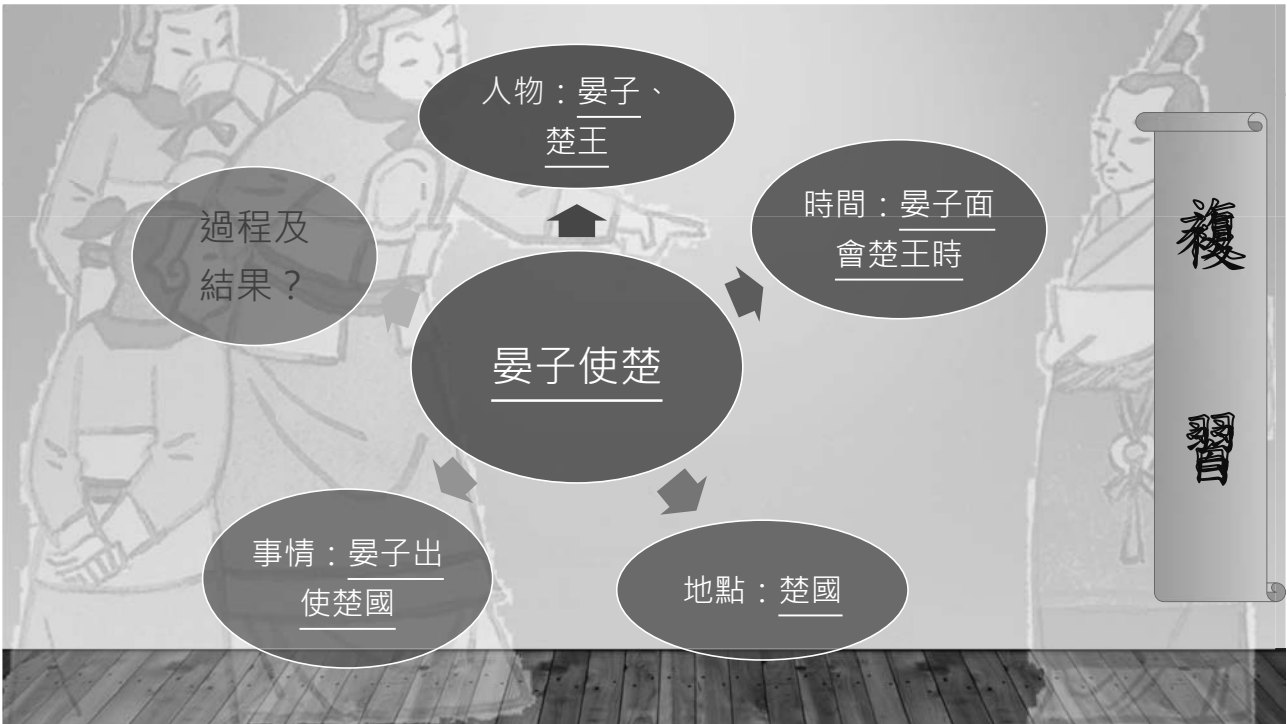 人物：晏子、
楚王
時間：晏子面
會楚王時
過程及
結果？
晏子使楚
事情：晏子出
使楚國
地點：楚國
複
習